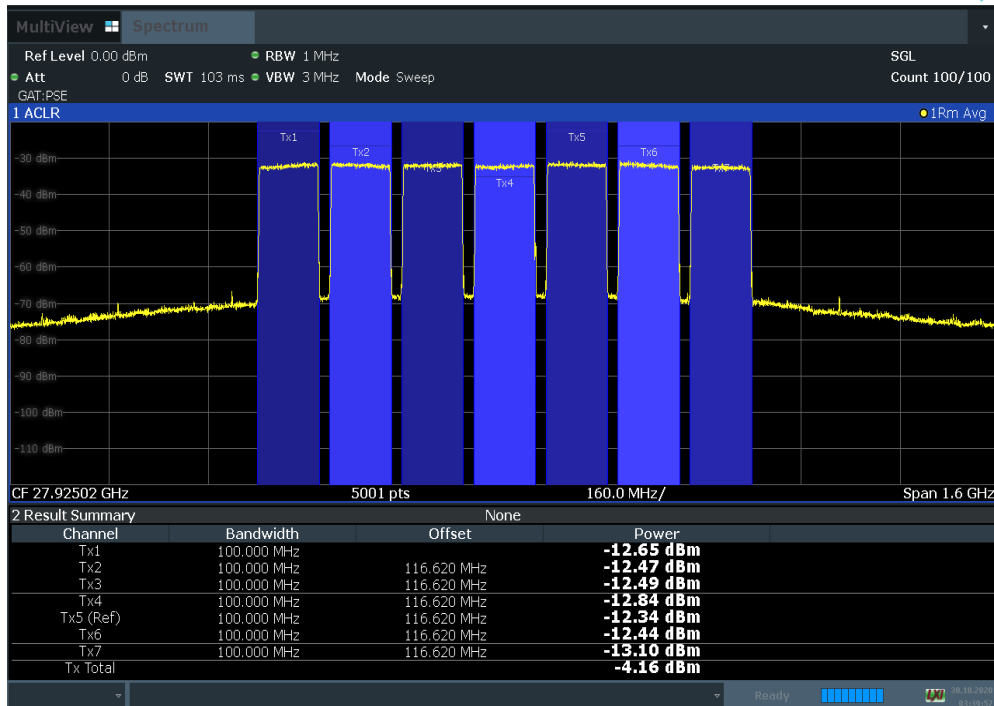 MultiView Spectrum
Ref Level 0.00 dBm RBW 1 MHz SGL
Att 0 dB SWT 103 ms VBW 3 MHz Mode Sweep Count 100/100
GAT:PSE
1 ACLR 1Rm Avg
Tx1 Tx5
Tx2 Tx6
-30 dBm
Tx3
Tx4
-40 dBm
-50 dBm
-60 dBm
-70 dBm
-80 dBm
-90 dBm
-100 dBm
-110 dBm
CF 27.92502 GHz 5001 pts 160.0 MHz/ Span 1.6 GHz
2 Result Summary None
Channel Bandwidth Offset Power
Tx1 100.000 MHz -12.65 dBm
Tx2 100.000 MHz 116.620 MHz -12.47 dBm
Tx3 100.000 MHz 116.620 MHz -12.49 dBm
Tx4 100.000 MHz 116.620 MHz -12.84 dBm
Tx5 (Ref) 100.000 MHz 116.620 MHz -12.34 dBm
Tx6 100.000 MHz 116.620 MHz -12.44 dBm
Tx7 100.000 MHz 116.620 MHz -13.10 dBm
Tx Total -4.16 dBm
Ready LXI 30.10.2020